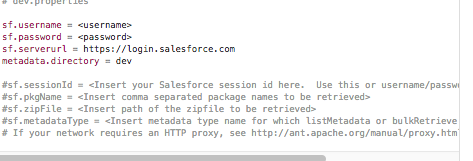 # dev.properties
sf.username = <username>
sf.password = <password>
sf.serverurl = https://login.salesforce.com
metadata.directory = dev
#sf.sessionId = <Insert your Salesforce session id here.  Use this or username/passw
#sf.pkgName = <Insert comma separated package names to be retrieved>
#sf.zipFile = <Insert path of the zipfile to be retrieved>
#sf.metadataType = <Insert metadata type name for which listMetadata or bulkRetrieve
# If your network requires an HTTP proxy, see http://ant.apache.org/manual/proxy.htm